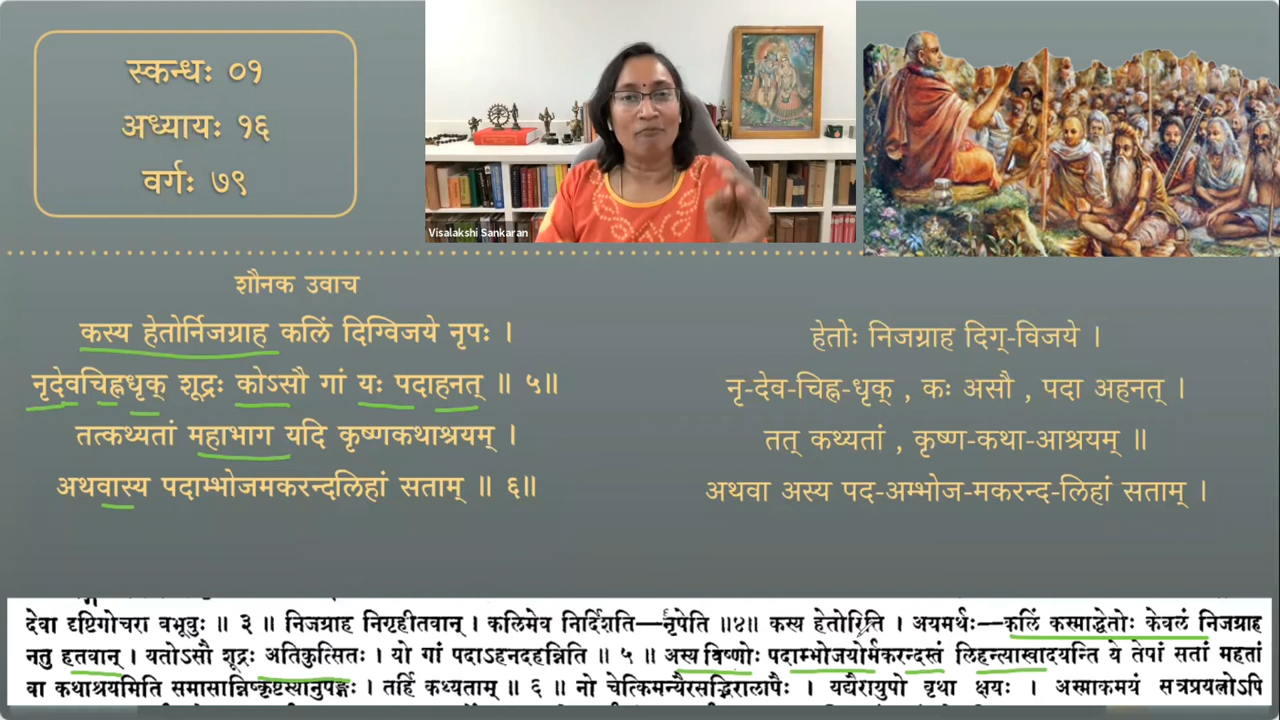 स्कन्धः ०१
अध्यायः १६
वर्गः ७९
Visalakshi Sankaran
शौनक उवाच
कस्य हेतोर्निजग्राह कलिं दिग्विजये नृपः ।
नृदेवचिह्नधृक् शूद्रः कोऽसौ गां यः पदाहनत् ॥ ५॥
तत्कथ्यतां महाभाग यदि कृष्णकथाश्रयम् ।
अथवास्य पदाम्भोजमकरन्दलिहां सताम् ॥ ६॥
हेतोः निजग्राह दिग्-विजये ।
नृ-देव-चिह्न-धृक् , कः असौ , पदा अहनत् ।
तत् कथ्यतां , कृष्ण-कथा-आश्रयम् ॥
अथवा अस्य पद-अम्भोज-मकरन्द-लिहां सताम् ।
देवा दृष्टिगोचरा बभूवुः ॥ ३ ॥ निजग्राह निगृहीतवान् । कलिमेव निर्दिशति—नृपेति ॥४॥ कस्य हेतोरिति । अयमर्थः—कलिं कस्माद्धेतोः केवलं निजग्राह
नतु हतवान् । यतोऽसौ शूद्रः अतिकुत्सितः । यो गां पदाऽहनदहन्निति ॥ ५ ॥ अस्य विष्णोः पदाम्भोजयोर्मकरन्दस्तं लिहन्त्यास्वादयन्ति ये तेषां सतां महतां
वा कथाश्रयमिति समासान्निष्कृष्टस्यानुषङ्गः । तर्हि कथ्यताम् ॥ ६ ॥ नो चेत्किमन्यैरसद्भिरालापैः । यद्यैरायुषो वृथा क्षयः । अस्माकमयं सत्रप्रयत्नोऽपि